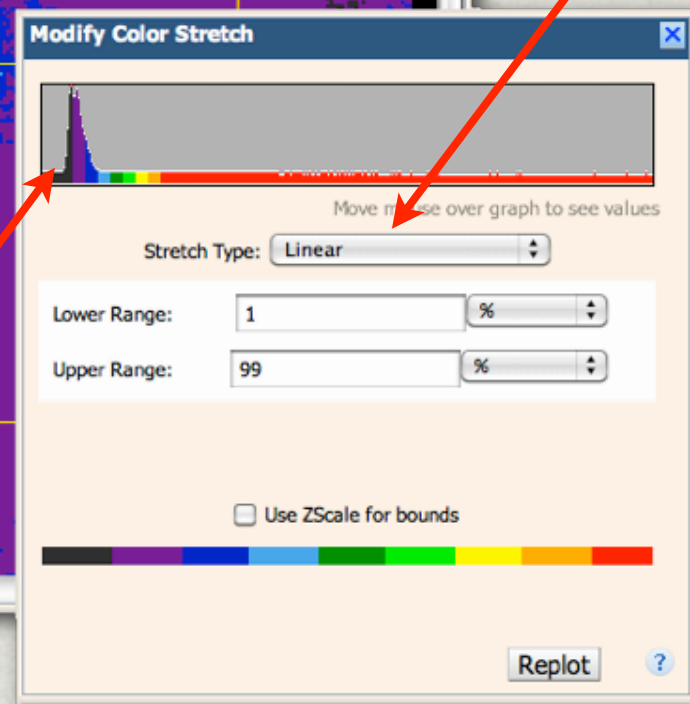 Modify Color Stretch
Move mouse over graph to see values
Stretch Type: Linear
Lower Range: 1 %
Upper Range: 99 %
Use ZScale for bounds
Replot ?